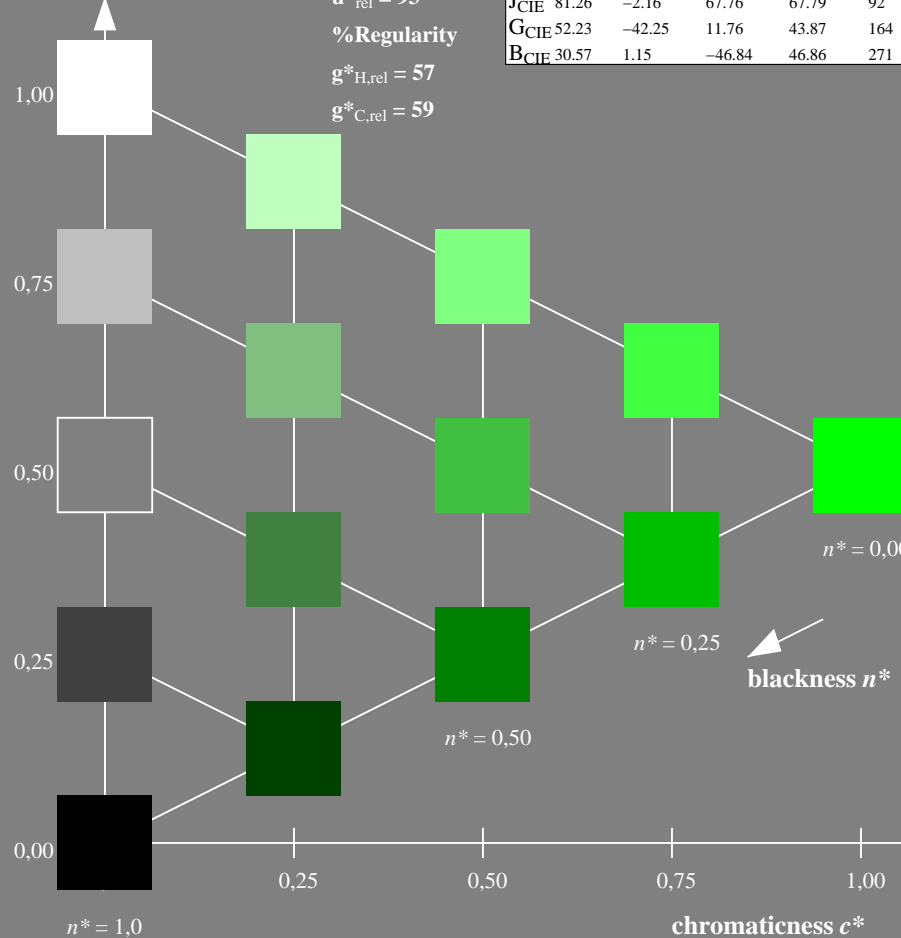 u*rel = 93
%Regularity
g*H,rel = 57
g*C,rel = 59
JCIE 81.26 −2.16 67.76 67.79 92
GCIE 52.23 −42.25 11.76 43.87 164
BCIE 30.57 1.15 −46.84 46.86 271
1,00
0,75
0,50
n* = 0,00
n* = 0,25
0,25
blackness n*
n* = 0,50
0,00
0,25 0,50 0,75 1,00
n* = 1,0
chromaticness c*